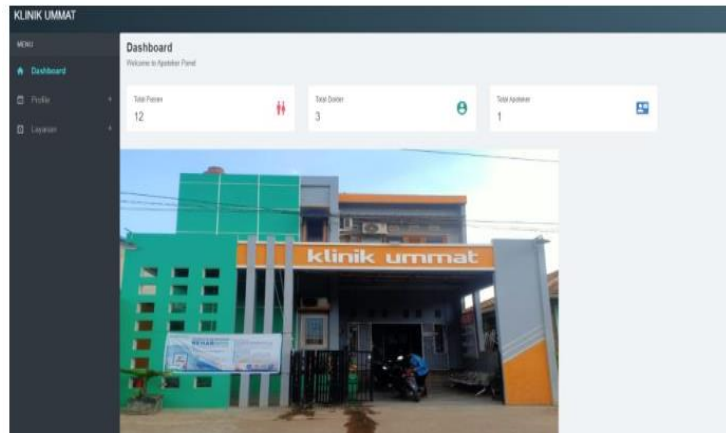 KLINIK UMMAT
MENU
Dashboard
Profile
Layanan
Dashboard
Welcome to Apoteker Panel
Total Pasien
12
Total Dokter
3
Total Apoteker
1
klinik ummat